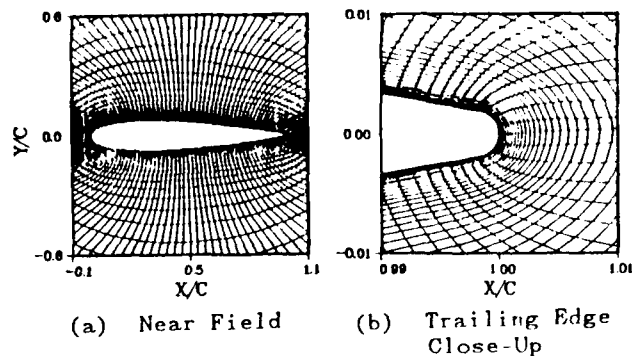 0.6
0.0
-0.6
Y/C
-0.1
0.5
1.1
X/C
(a) Near Field
0.01
0.00
-0.01
0.99
1.00
1.01
X/C
(b) Trailing Edge
Close-Up